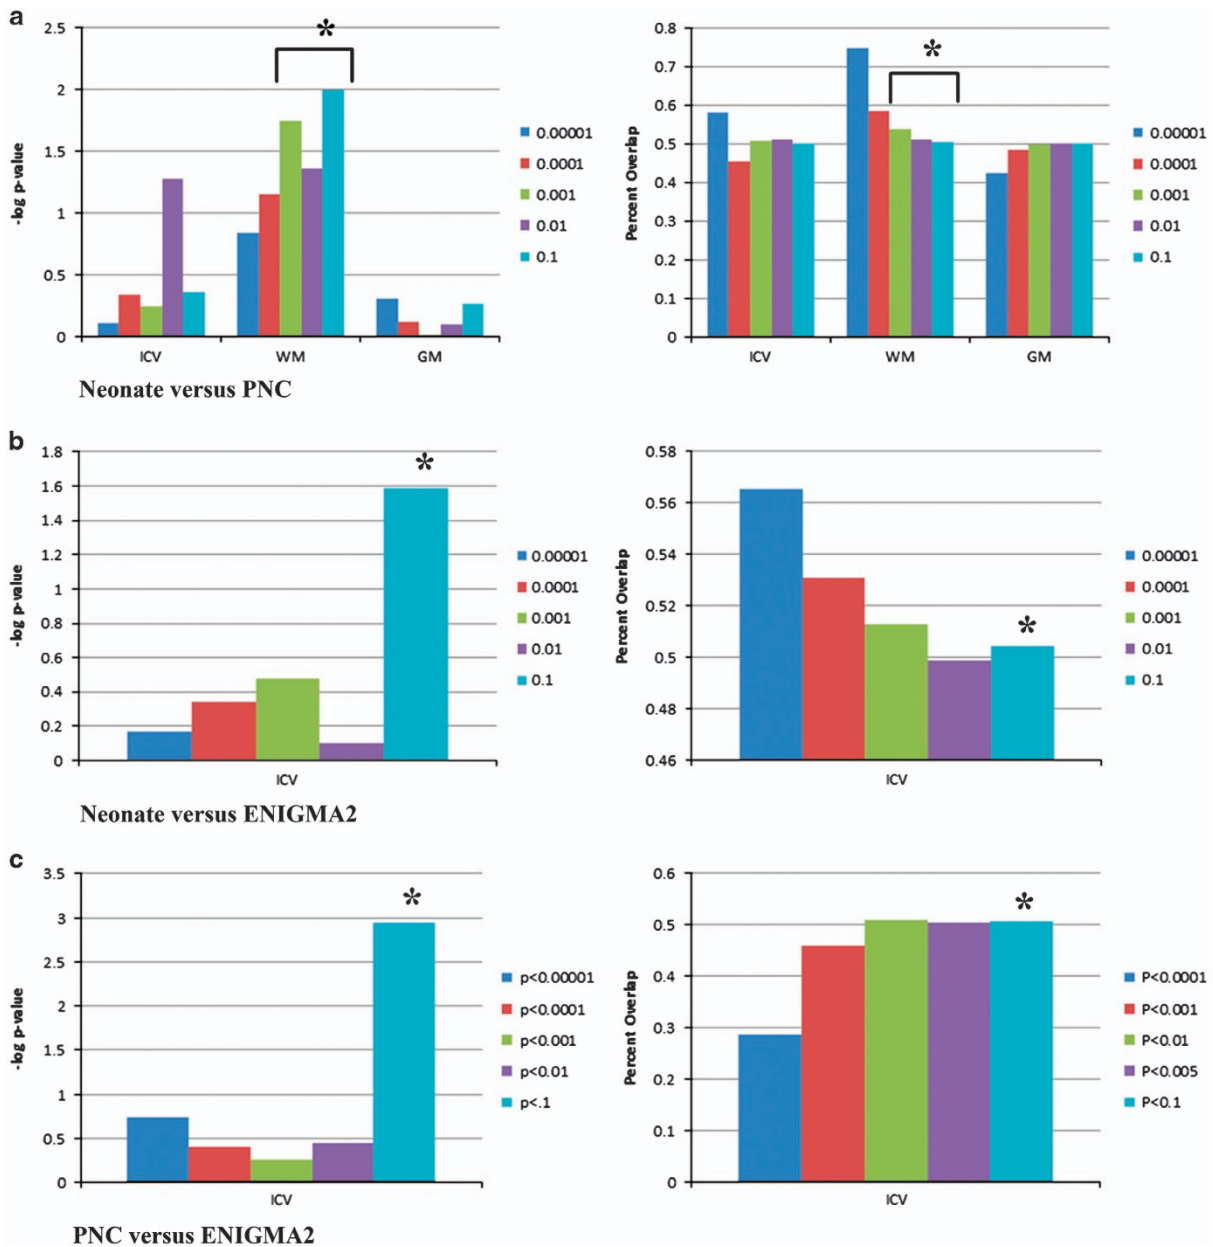 a
2.5
2
1.5
1
0.5
0
-log p-value
*
ICV
WM
GM
0.00001
0.0001
0.001
0.01
0.1
0.8
0.7
0.6
0.5
0.4
0.3
0.2
0.1
0
Percent Overlap
*
ICV
WM
GM
0.00001
0.0001
0.001
0.01
0.1
Neonate versus PNC
b
1.8
1.6
1.4
1.2
1
0.8
0.6
0.4
0.2
0
-log p-value
*
ICV
0.00001
0.0001
0.001
0.01
0.1
0.58
0.56
0.54
0.52
0.5
0.48
0.46
Percent Overlap
*
ICV
0.00001
0.0001
0.001
0.01
0.1
Neonate versus ENIGMA2
c
3.5
3
2.5
2
1.5
1
0.5
0
-log p-value
*
ICV
p<0.00001
p<0.0001
p<0.001
p<0.01
p<.1
0.6
0.5
0.4
0.3
0.2
0.1
0
Percent Overlap
*
ICV
P<0.0001
P<0.001
P<0.01
P<0.005
P<0.1
PNC versus ENIGMA2